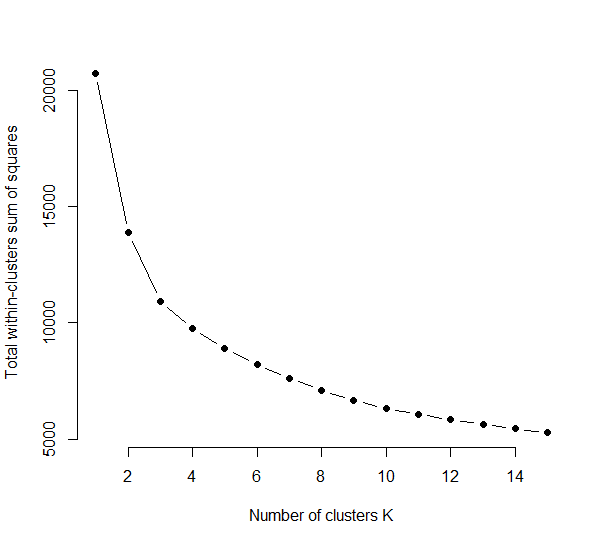 Total within-clusters sum of squares
20000
15000
10000
5000
2 4 6 8 10 12 14
Number of clusters K